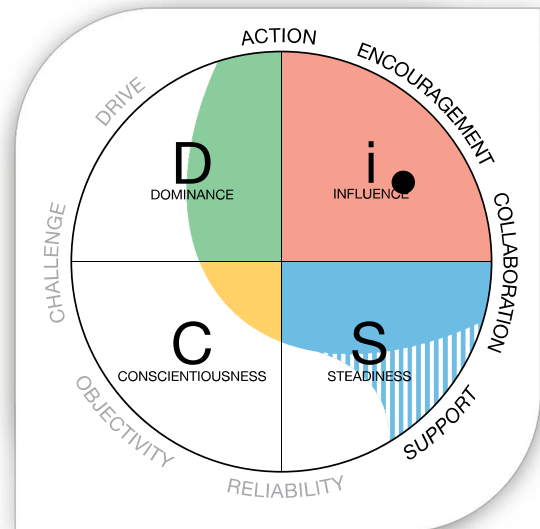 ACTION
ENCOURAGEMENT
DRIVE
D
DOMINANCE
i
INFLUENCE
COLLABORATION
CHALLENGE
C
CONSCIENTIOUSNESS
S
STEADINESS
OBJECTIVITY
SUPPORT
RELIABILITY